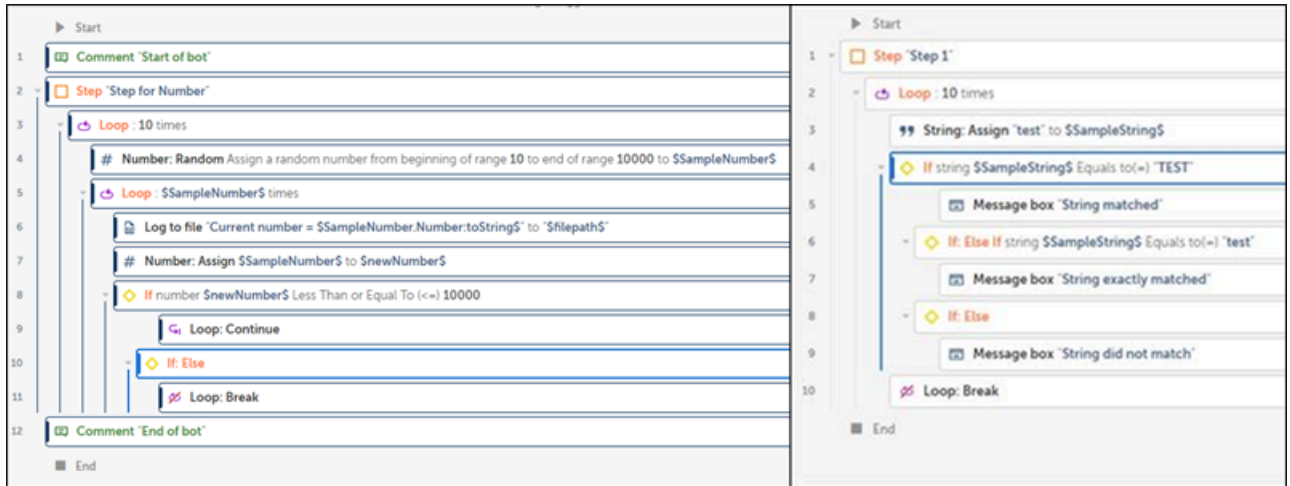 Start
1 Comment "Start of bot"
2 Step "Step for Number"
3 Loop : 10 times
4 # Number: Random Assign a random number from beginning of range 10 to end of range 10000 to $SampleNumber$
5 Loop : $SampleNumber$ times
6 Log to file "Current number = $SampleNumber.Number:toString$" to "$filepath$"
7 # Number: Assign $SampleNumber$ to $newNumber$
8 If number $newNumber$ Less Than or Equal To (<=) 10000
9 Loop: Continue
10 If: Else
11 Loop: Break
12 Comment "End of bot"
End
Start
1 Step "Step 1"
2 Loop : 10 times
3 String: Assign "test" to $SampleString$
4 If string $SampleString$ Equals to(=) "TEST"
5 Message box "String matched"
6 If: Else If string $SampleString$ Equals to(=) "test"
7 Message box "String exactly matched"
8 If: Else
9 Message box "String did not match"
10 Loop: Break
End